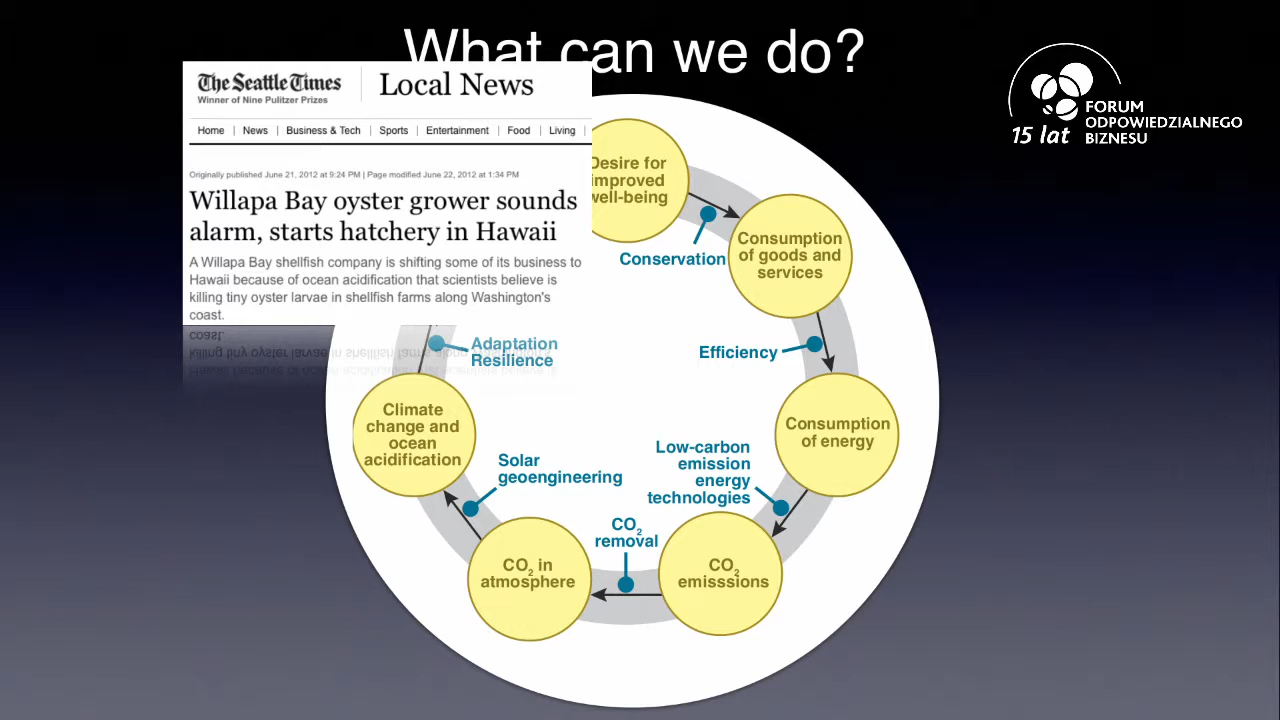 What can we do?
The Seattle Times
Winner of Nine Pulitzer Prizes
Local News
Home | News | Business & Tech | Sports | Entertainment | Food | Living |
Originally published June 21, 2012 at 9:24 PM | Page modified June 22, 2012 at 1:34 PM
Willapa Bay oyster grower sounds
alarm, starts hatchery in Hawaii
A Willapa Bay shellfish company is shifting some of its business to
Hawaii because of ocean acidification that scientists believe is
killing tiny oyster larvae in shellfish farms along Washington's
coast.
15 lat
FORUM
ODPOWIEDZIALNEGO
BIZNESU
Desire for
improved
well-being
Conservation
Consumption
of goods and
services
Efficiency
Consumption
of energy
Low-carbon
emission
energy
technologies
CO2
emisssions
CO2
removal
CO2 in
atmosphere
Solar
geoengineering
Climate
change and
ocean
acidification
Adaptation
Resilience